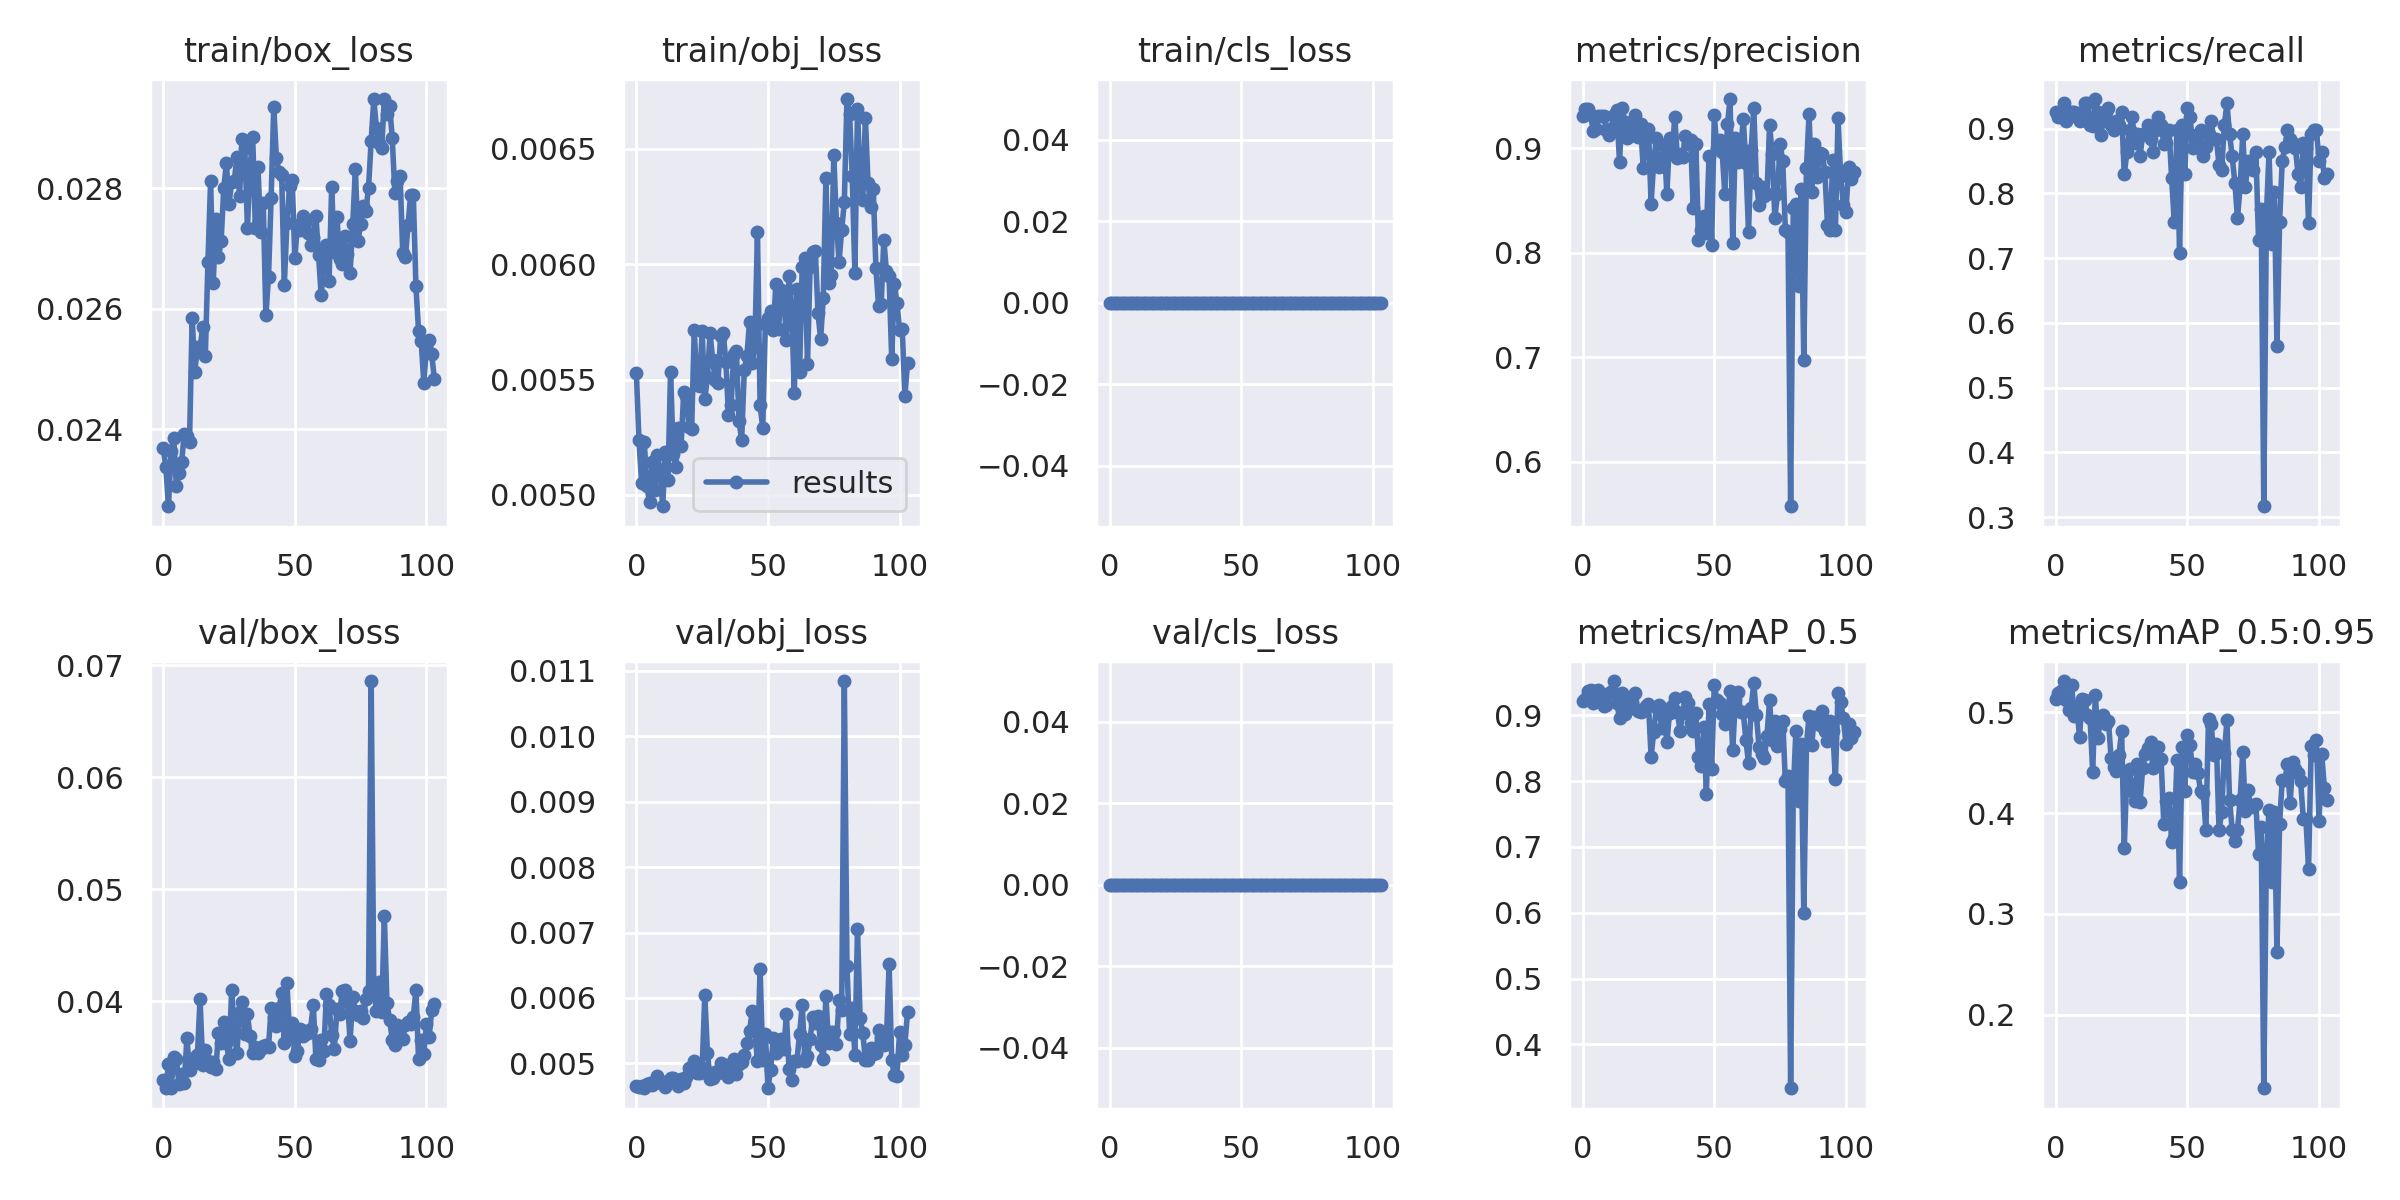 train/box_loss
train/obj_loss
train/cls_loss
metrics/precision
metrics/recall
0.028
0.026
0.024
0 50 100
0.0065
0.0060
0.0055
0.0050
results
0 50 100
0.04
0.02
0.00
−0.02
−0.04
0 50 100
0.9
0.8
0.7
0.6
0 50 100
0.9
0.8
0.7
0.6
0.5
0.4
0.3
0 50 100
val/box_loss
val/obj_loss
val/cls_loss
metrics/mAP_0.5
metrics/mAP_0.5:0.95
0.07
0.06
0.05
0.04
0 50 100
0.011
0.010
0.009
0.008
0.007
0.006
0.005
0 50 100
0.04
0.02
0.00
−0.02
−0.04
0 50 100
0.9
0.8
0.7
0.6
0.5
0.4
0 50 100
0.5
0.4
0.3
0.2
0 50 100